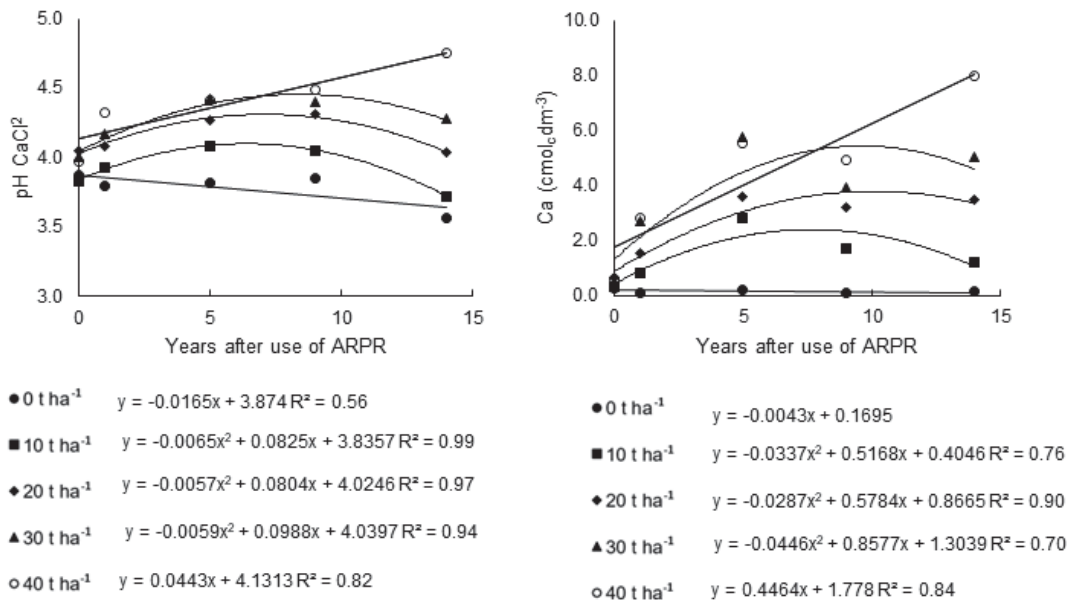 5.0
4.5
4.0
3.5
3.0
pH CaCl²
0 5 10 15
Years after use of ARPR
● 0 t ha⁻¹ y = -0.0165x + 3.874 R² = 0.56
■ 10 t ha⁻¹ y = -0.0065x² + 0.0825x + 3.8357 R² = 0.99
◆ 20 t ha⁻¹ y = -0.0057x² + 0.0804x + 4.0246 R² = 0.97
▲ 30 t ha⁻¹ y = -0.0059x² + 0.0988x + 4.0397 R² = 0.94
○ 40 t ha⁻¹ y = 0.0443x + 4.1313 R² = 0.82
10.0
8.0
6.0
4.0
2.0
0.0
Ca (cmol꜀dm⁻³)
0 5 10 15
Years after use of ARPR
● 0 t ha⁻¹ y = -0.0043x + 0.1695
■ 10 t ha⁻¹ y = -0.0337x² + 0.5168x + 0.4046 R² = 0.76
◆ 20 t ha⁻¹ y = -0.0287x² + 0.5784x + 0.8665 R² = 0.90
▲ 30 t ha⁻¹ y = -0.0446x² + 0.8577x + 1.3039 R² = 0.70
○ 40 t ha⁻¹ y = 0.4464x + 1.778 R² = 0.84